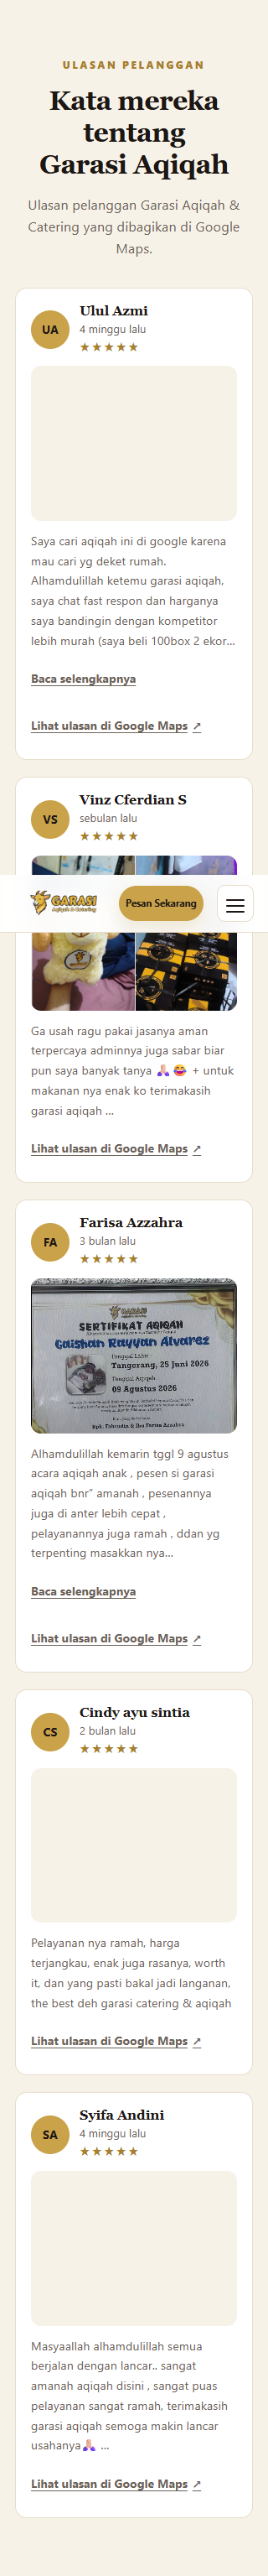 ULASAN PELANGGAN
Kata mereka
tentang
Garasi Aqiqah
Ulasan pelanggan Garasi Aqiqah &
Catering yang dibagikan di Google
Maps.
UA
Ulul Azmi
4 minggu lalu
★★★★★
Saya cari aqiqah ini di google karena
mau cari yg deket rumah.
Alhamdulillah ketemu garasi aqiqah,
saya chat fast respon dan harganya
saya bandingin dengan kompetitor
lebih murah (saya beli 100box 2 ekor...
Baca selengkapnya
Lihat ulasan di Google Maps ↗
VS
Vinz Cferdian S
sebulan lalu
★★★★★
GARASI
Aqiqah & Catering
Pesan Sekarang
Ga usah ragu pakai jasanya aman
terpercaya adminnya juga sabar biar
pun saya banyak tanya 🙏🏻😂 + untuk
makanan nya enak ko terimakasih
garasi aqiqah ...
Lihat ulasan di Google Maps ↗
FA
Farisa Azzahra
3 bulan lalu
★★★★★
GARASI
SERTIFIKAT AQIQAH
Gaishan Rayyan Alvarez
Tanggal Lahir
Tangerang, 25 Juni 2026
Tanggal Aqiqah
09 Agustus 2026
Alhamdulillah kemarin tggl 9 agustus
acara aqiqah anak , pesen si garasi
aqiqah bnr” amanah , pesenannya
juga di anter lebih cepat ,
pelayanannya juga ramah , ddan yg
terpenting masakkan nya...
Baca selengkapnya
Lihat ulasan di Google Maps ↗
CS
Cindy ayu sintia
2 bulan lalu
★★★★★
Pelayanan nya ramah, harga
terjangkau, enak juga rasanya, worth
it, dan yang pasti bakal jadi langanan,
the best deh garasi catering & aqiqah
Lihat ulasan di Google Maps ↗
SA
Syifa Andini
4 minggu lalu
★★★★★
Masyaallah alhamdulillah semua
berjalan dengan lancar.. sangat
amanah aqiqah disini , sangat puas
pelayanan sangat ramah, terimakasih
garasi aqiqah semoga makin lancar
usahanya🙏🏻 ...
Lihat ulasan di Google Maps ↗